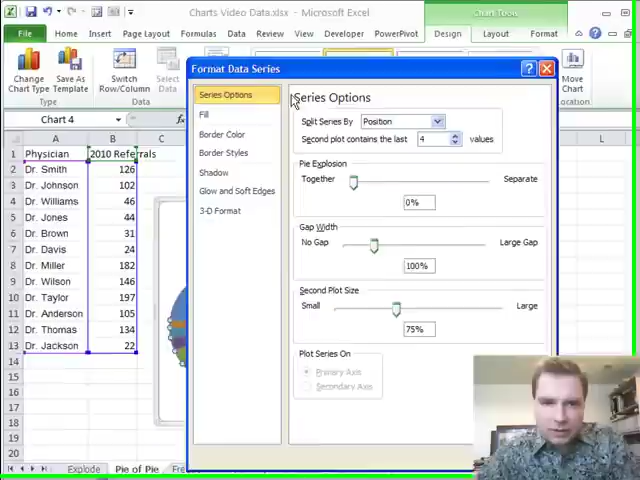 Charts Video Data.xlsx - Microsoft Excel
Chart Tools
File Home Insert Page Layout Formulas Data Review View Developer PowerPivot Design Layout Format
Change Chart Type
Save As Template
Switch Row/Column
Select Data
Move Chart
Type
Data
Location
Chart 4
A B C L
1 Physician 2010 Referrals
2 Dr. Smith 126
3 Dr. Johnson 102
4 Dr. Williams 46
5 Dr. Jones 44
6 Dr. Brown 31
7 Dr. Davis 24
8 Dr. Miller 182
9 Dr. Wilson 146
10 Dr. Taylor 197
11 Dr. Anderson 105
12 Dr. Thomas 134
13 Dr. Jackson 22
14
15
16
17
18
19
20
Explode Pie of Pie
Format Data Series
Series Options
Fill
Border Color
Border Styles
Shadow
Glow and Soft Edges
3-D Format
Series Options
Split Series By Position
Second plot contains the last 4 values
Pie Explosion
Together Separate
0%
Gap Width
No Gap Large Gap
100%
Second Plot Size
Small Large
75%
Plot Series On
Primary Axis
Secondary Axis